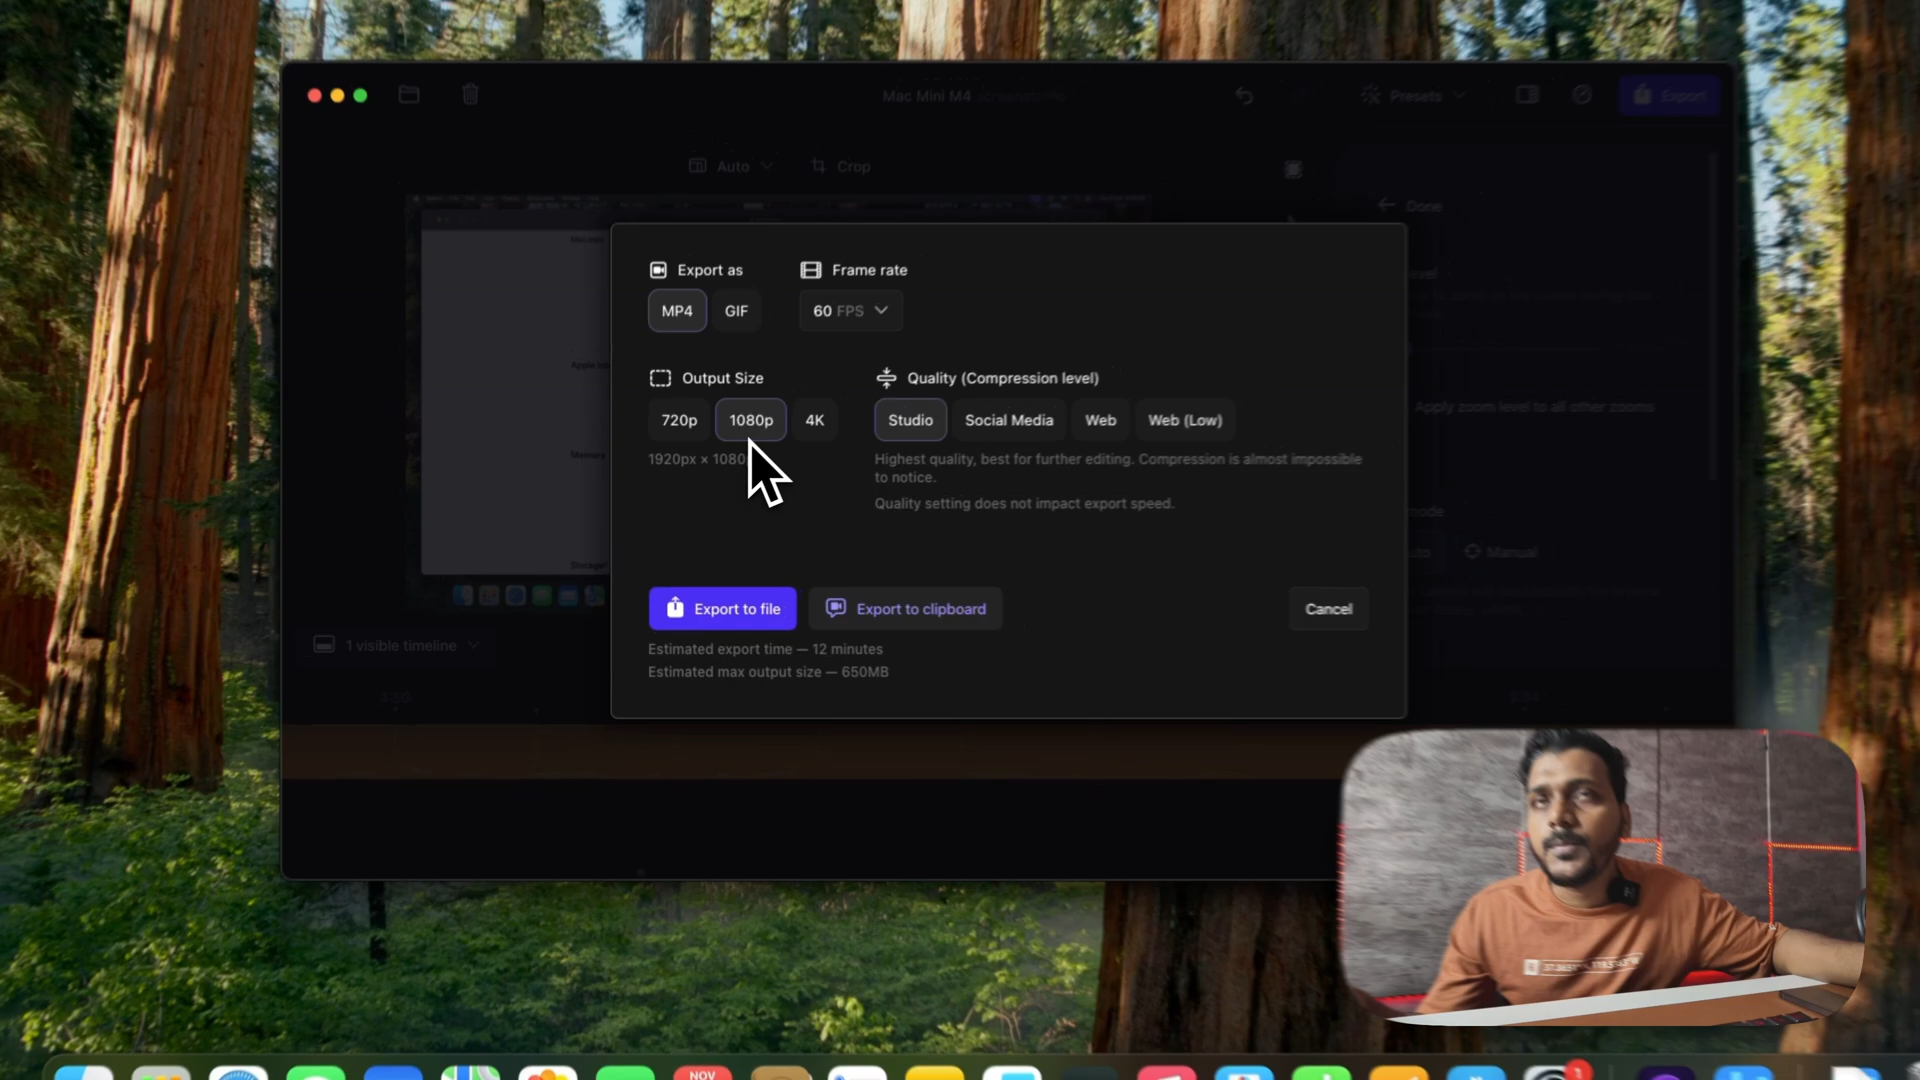 Mac Mini M4
Presets
Export
Auto
Crop
Done
Export as
Frame rate
MP4
GIF
60 FPS
Output Size
Quality (Compression level)
720p
1080p
4K
Studio
Social Media
Web
Web (Low)
1920px × 1080
Highest quality, best for further editing. Compression is almost impossible
to notice.
Quality setting does not impact export speed.
Apply zoom level to all other zooms
Memory
Manual
Export to file
Export to clipboard
Cancel
1 visible timeline
Estimated export time — 12 minutes
Estimated max output size — 650MB
NOV
1